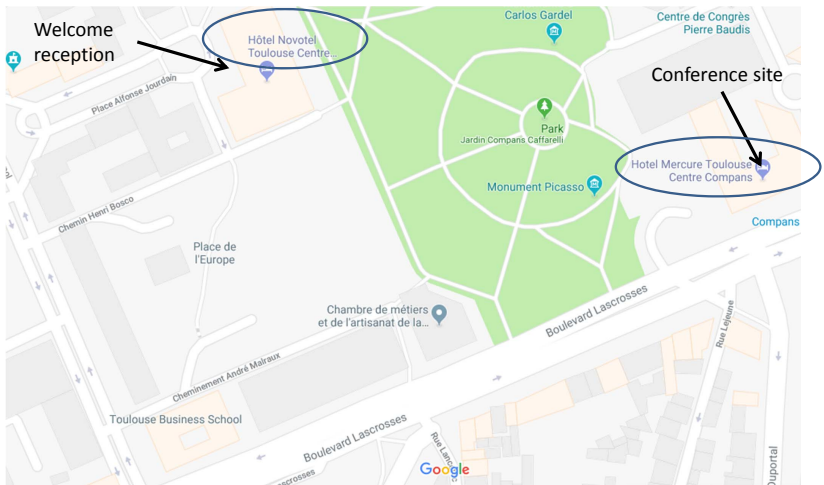 Welcome
reception
Carlos Gardel
Centre de Congrès
Pierre Baudis
Hôtel Novotel
Toulouse Centre...
Conference site
Place Alfonse Jourdain
Park
Jardin Compans Caffarelli
Hotel Mercure Toulouse
Centre Compans
Monument Picasso
Chemin Henri Bosco
Compans
Place de
l'Europe
Chambre de métiers
et de l'artisanat de la...
Boulevard Lascrosses
Rue Lejeune
Cheminement André Malraux
Toulouse Business School
Boulevard Lascrosses
Google
Duportal